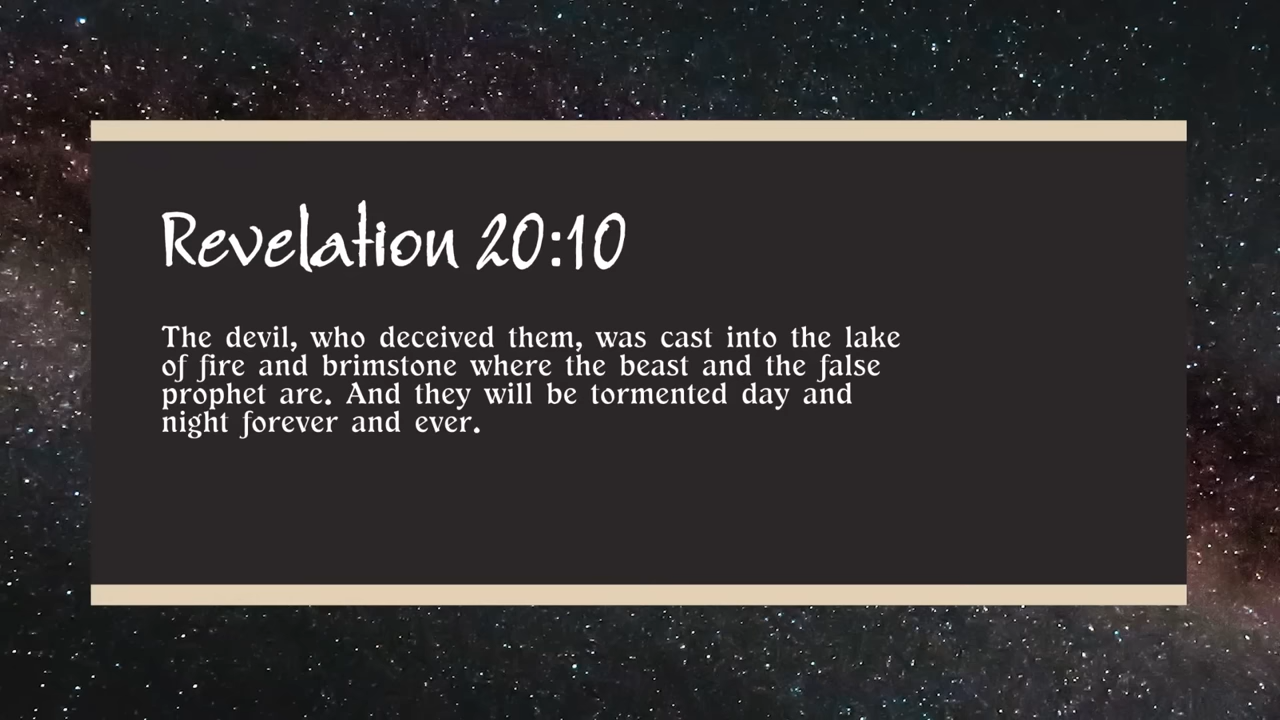 Revelation 20:10
The devil, who deceived them, was cast into the lake
of fire and brimstone where the beast and the false
prophet are. And they will be tormented day and
night forever and ever.